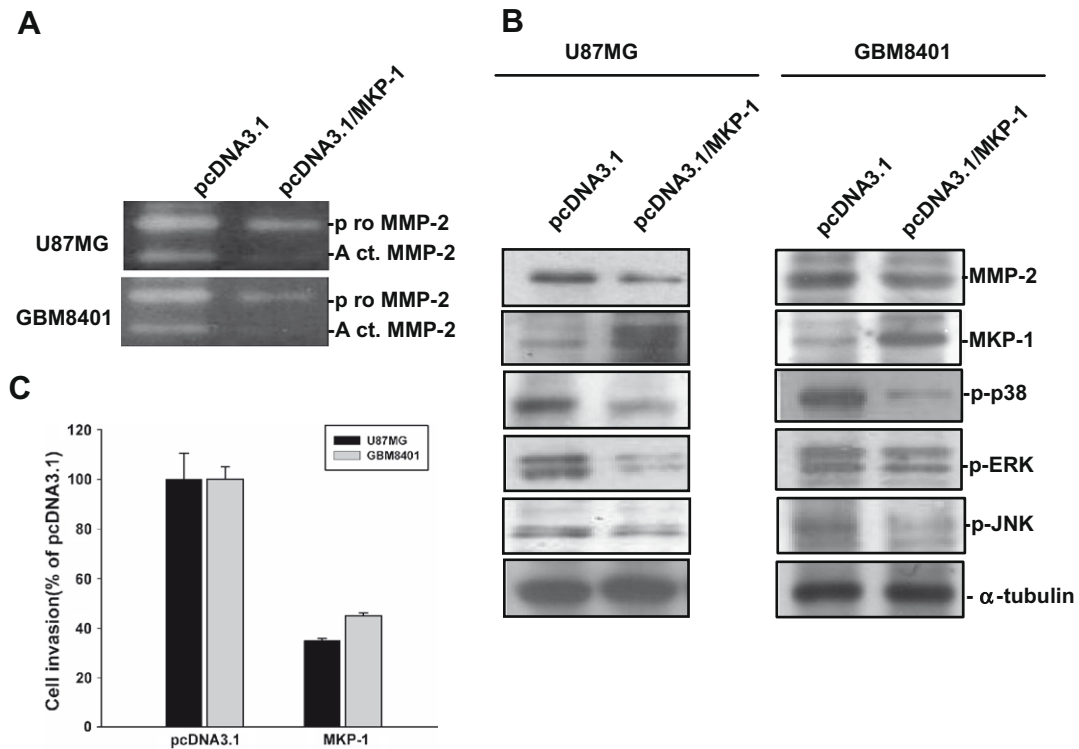 A
pcDNA3.1
pcDNA3.1/MKP-1
U87MG
-p ro MMP-2
-A ct. MMP-2
GBM8401
-p ro MMP-2
-A ct. MMP-2
B
U87MG
GBM8401
pcDNA3.1
pcDNA3.1/MKP-1
pcDNA3.1
pcDNA3.1/MKP-1
-MMP-2
-MKP-1
-p-p38
-p-ERK
-p-JNK
- α-tubulin
C
Cell invasion(% of pcDNA3.1)
120
100
80
60
40
20
0
U87MG
GBM8401
pcDNA3.1
MKP-1